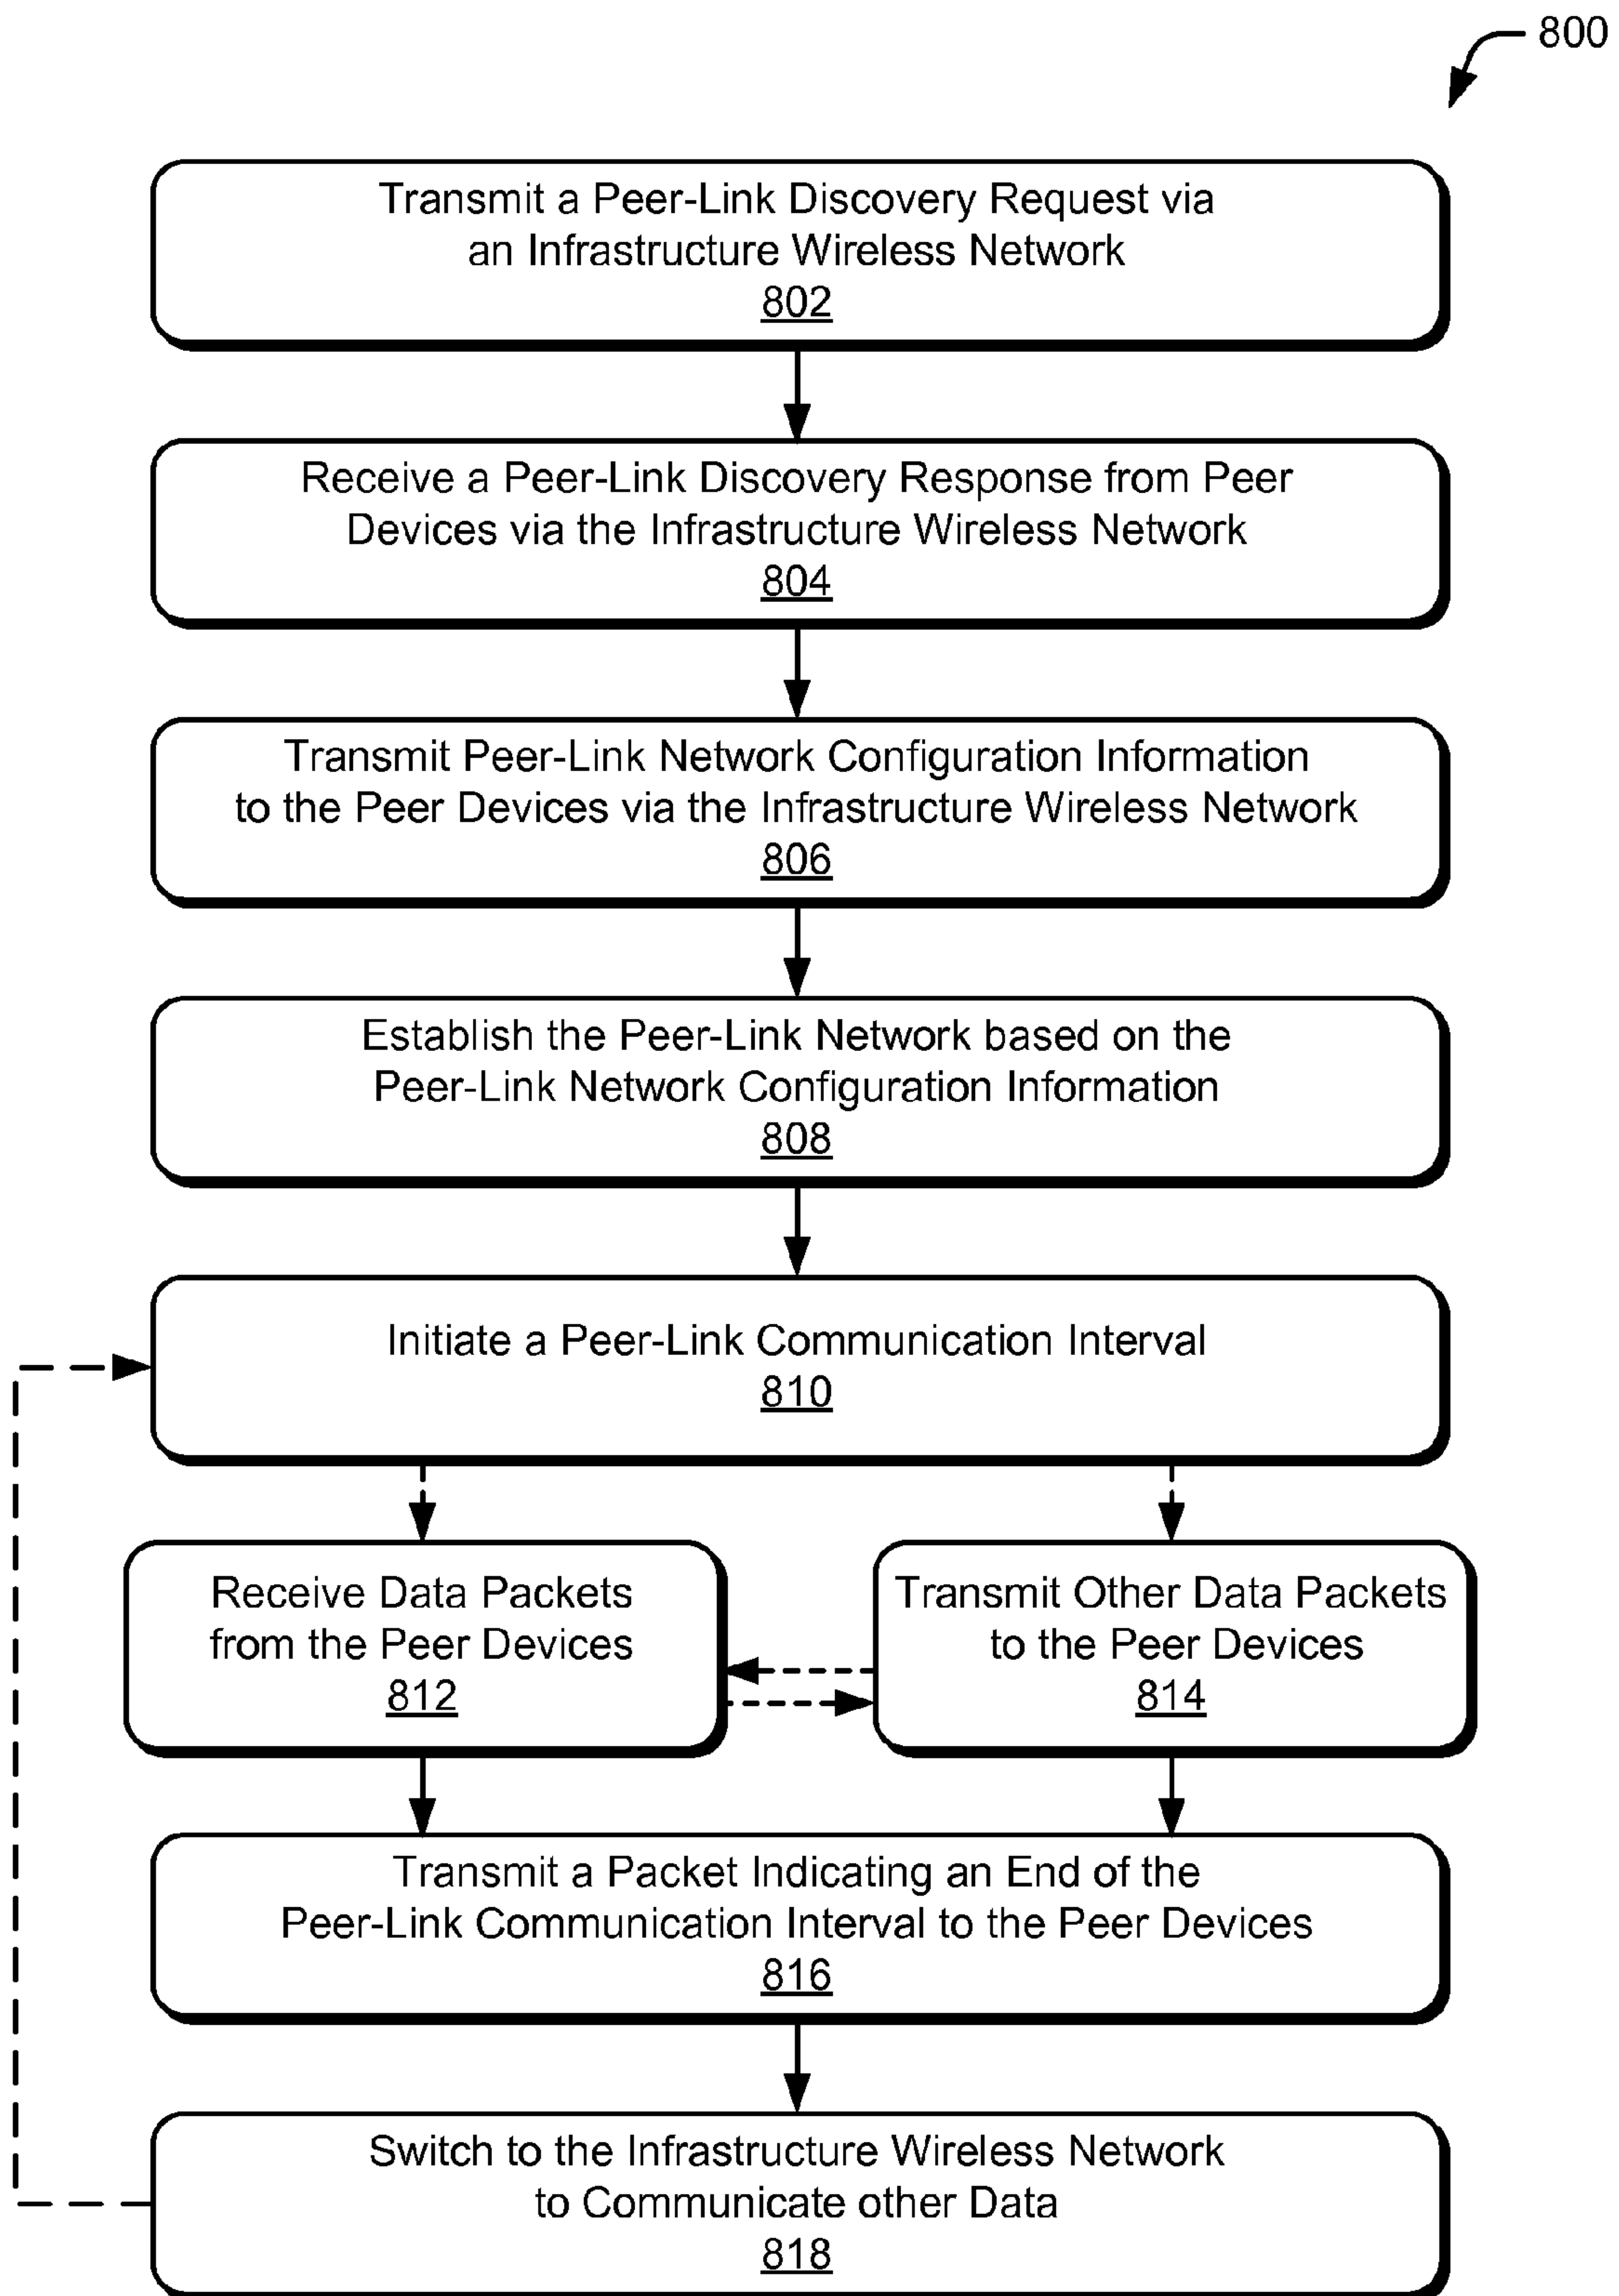 800
Transmit a Peer-Link Discovery Request via
an Infrastructure Wireless Network
802
Receive a Peer-Link Discovery Response from Peer
Devices via the Infrastructure Wireless Network
804
Transmit Peer-Link Network Configuration Information
to the Peer Devices via the Infrastructure Wireless Network
806
Establish the Peer-Link Network based on the
Peer-Link Network Configuration Information
808
Initiate a Peer-Link Communication Interval
810
Receive Data Packets
from the Peer Devices
812
Transmit Other Data Packets
to the Peer Devices
814
Transmit a Packet Indicating an End of the
Peer-Link Communication Interval to the Peer Devices
816
Switch to the Infrastructure Wireless Network
to Communicate other Data
818